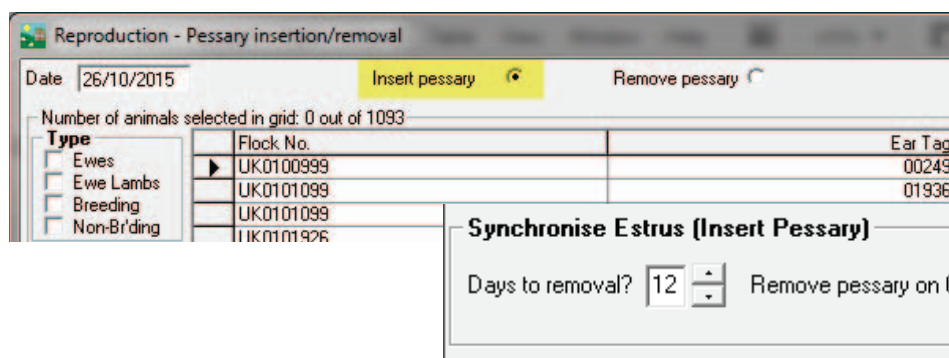 Reproduction - Pessary insertion/removal
Date 26/10/2015 Insert pessary Remove pessary
Number of animals selected in grid: 0 out of 1093
Type
Flock No. Ear Tag
Ewes
UK0100999 00249
Ewe Lambs
UK0101099 01936
Breeding
UK0101099
Non-Br'ding
UK0101926
Synchronise Estrus (Insert Pessary)
Days to removal? 12 Remove pessary on